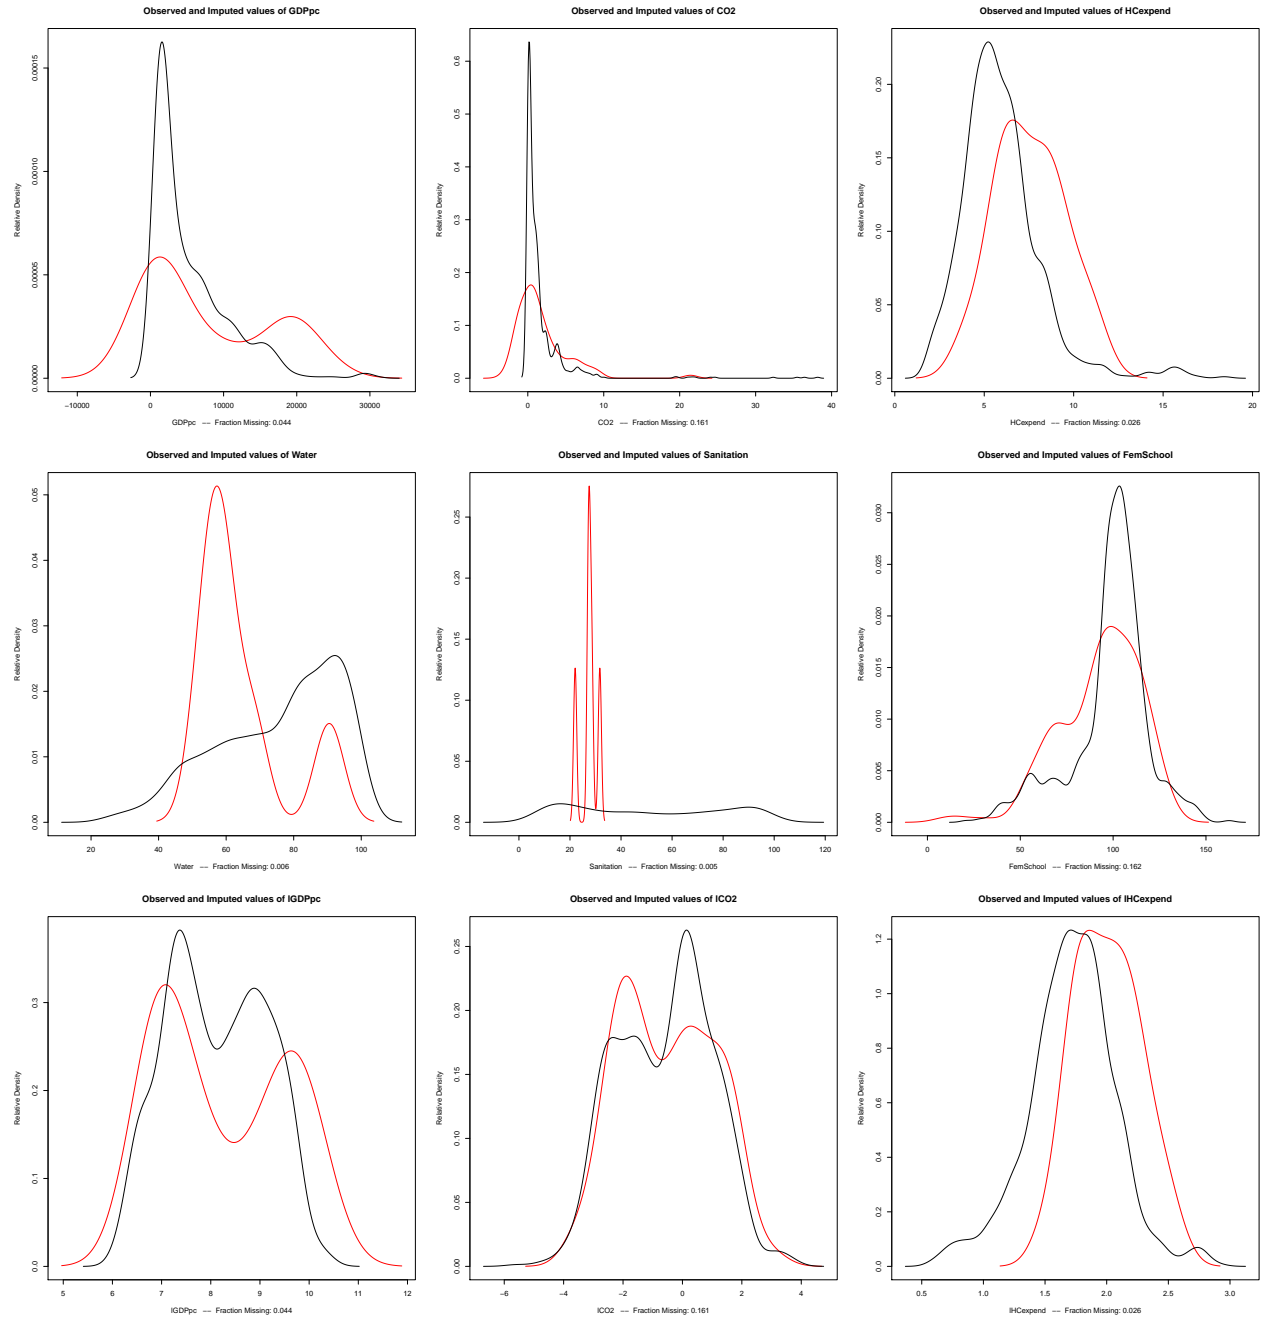 Observed and Imputed values of GDPpc
Relative Density
0.00000 0.00005 0.00010 0.00015
−10000 0 10000 20000 30000
GDPpc −− Fraction Missing: 0.044
Observed and Imputed values of CO2
Relative Density
0.0 0.1 0.2 0.3 0.4 0.5 0.6
0 10 20 30 40
CO2 −− Fraction Missing: 0.161
Observed and Imputed values of HCexpend
Relative Density
0.00 0.05 0.10 0.15 0.20
0 5 10 15 20
HCexpend −− Fraction Missing: 0.026
Observed and Imputed values of Water
Relative Density
0.00 0.01 0.02 0.03 0.04 0.05
20 40 60 80 100
Water −− Fraction Missing: 0.006
Observed and Imputed values of Sanitation
Relative Density
0.00 0.05 0.10 0.15 0.20 0.25
0 20 40 60 80 100 120
Sanitation −− Fraction Missing: 0.005
Observed and Imputed values of FemSchool
Relative Density
0.000 0.005 0.010 0.015 0.020 0.025 0.030
0 50 100 150
FemSchool −− Fraction Missing: 0.162
Observed and Imputed values of lGDPpc
Relative Density
0.0 0.1 0.2 0.3
5 6 7 8 9 10 11 12
lGDPpc −− Fraction Missing: 0.044
Observed and Imputed values of lCO2
Relative Density
0.00 0.05 0.10 0.15 0.20 0.25
−6 −4 −2 0 2 4
lCO2 −− Fraction Missing: 0.161
Observed and Imputed values of lHCexpend
Relative Density
0.0 0.2 0.4 0.6 0.8 1.0 1.2
0.5 1.0 1.5 2.0 2.5 3.0
lHCexpend −− Fraction Missing: 0.026